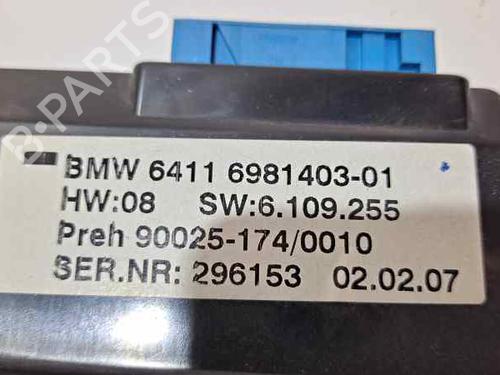 B-PARTS
BMW 6411 6981403-01
HW:08 SW:6.109.255
Preh 90025-174/0010
SER.NR: 296153 02.02.07